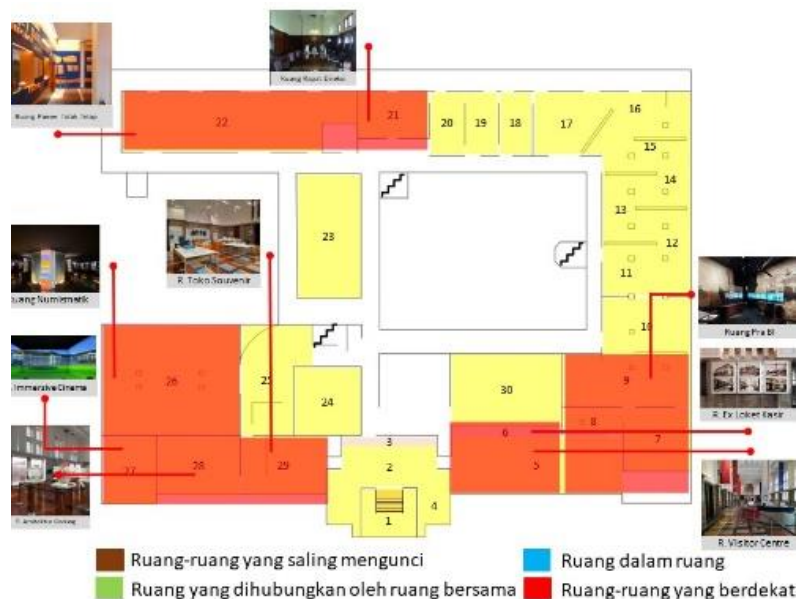 Ruang Pamer Tidak Tetap
Ruang Rapat Direksi
22
21
20
19
18
17
16
15
14
13
12
11
10
23
R. Toko Souvenir
Ruang Numismatik
Immersive Cinema
26
25
24
27
28
29
3
2
1
4
30
6
5
9
8
7
Ruang Pra BI
R. Ex Loket Kasir
R. Visitor Centre
Ruang-ruang yang saling mengunci
Ruang dalam ruang
Ruang yang dihubungkan oleh ruang bersama
Ruang-ruang yang berdekat